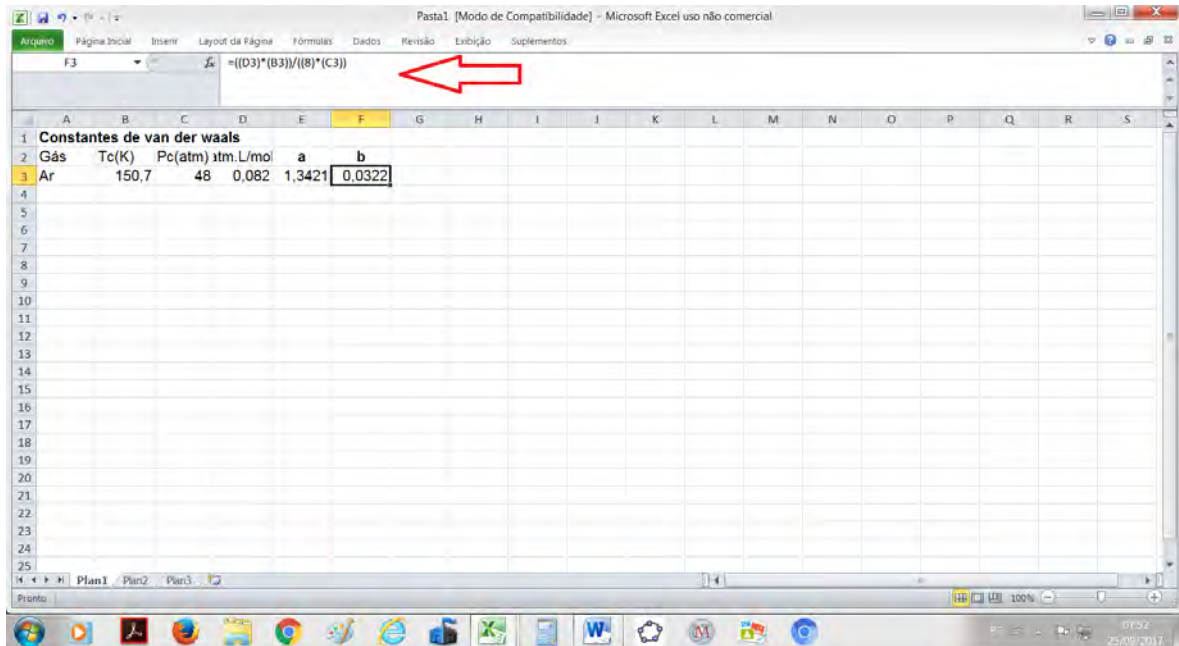 Pasta1 [Modo de Compatibilidade] - Microsoft Excel uso não comercial
Arquivo Página Inicial Inserir Layout da Página Fórmulas Dados Revisão Exibição Suplementos
F3 fx =((D3)*(B3))/((8)*(C3))
A B C D E F G H I J K L M N O P Q R S
1 Constantes de van der waals
2 Gás Tc(K) Pc(atm) atm.L/mol a b
3 Ar 150,7 48 0,082 1,3421 0,0322
4
5
6
7
8
9
10
11
12
13
14
15
16
17
18
19
20
21
22
23
24
25
Plan1 Plan2 Plan3
Pronto 100%
PT 07:52
25/09/2017